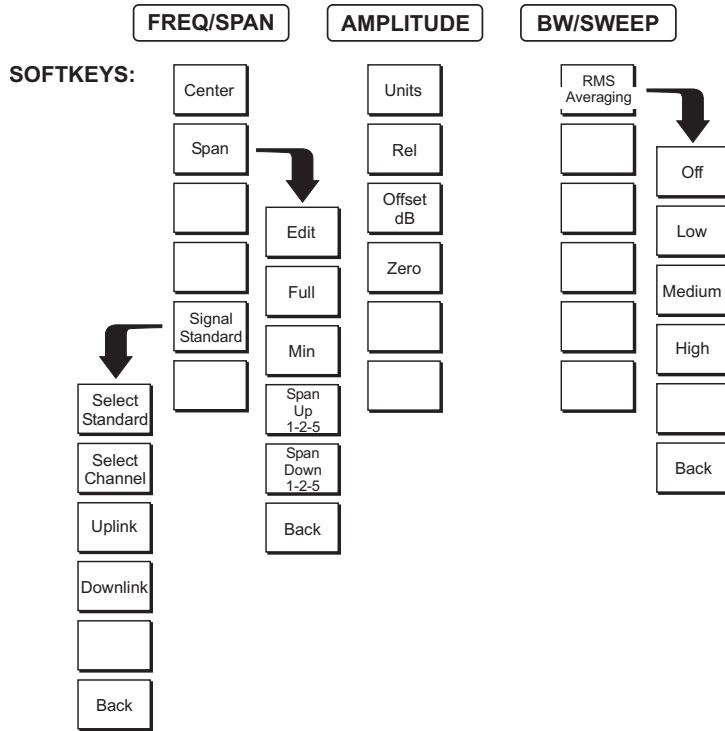 FREQ/SPAN
AMPLITUDE
BW/SWEEP
SOFTKEYS:
Center
Span
Signal
Standard
Edit
Full
Min
Span
Up
1-2-5
Span
Down
1-2-5
Back
Select
Standard
Select
Channel
Uplink
Downlink
Back
Units
Rel
Offset
dB
Zero
RMS
Averaging
Off
Low
Medium
High
Back